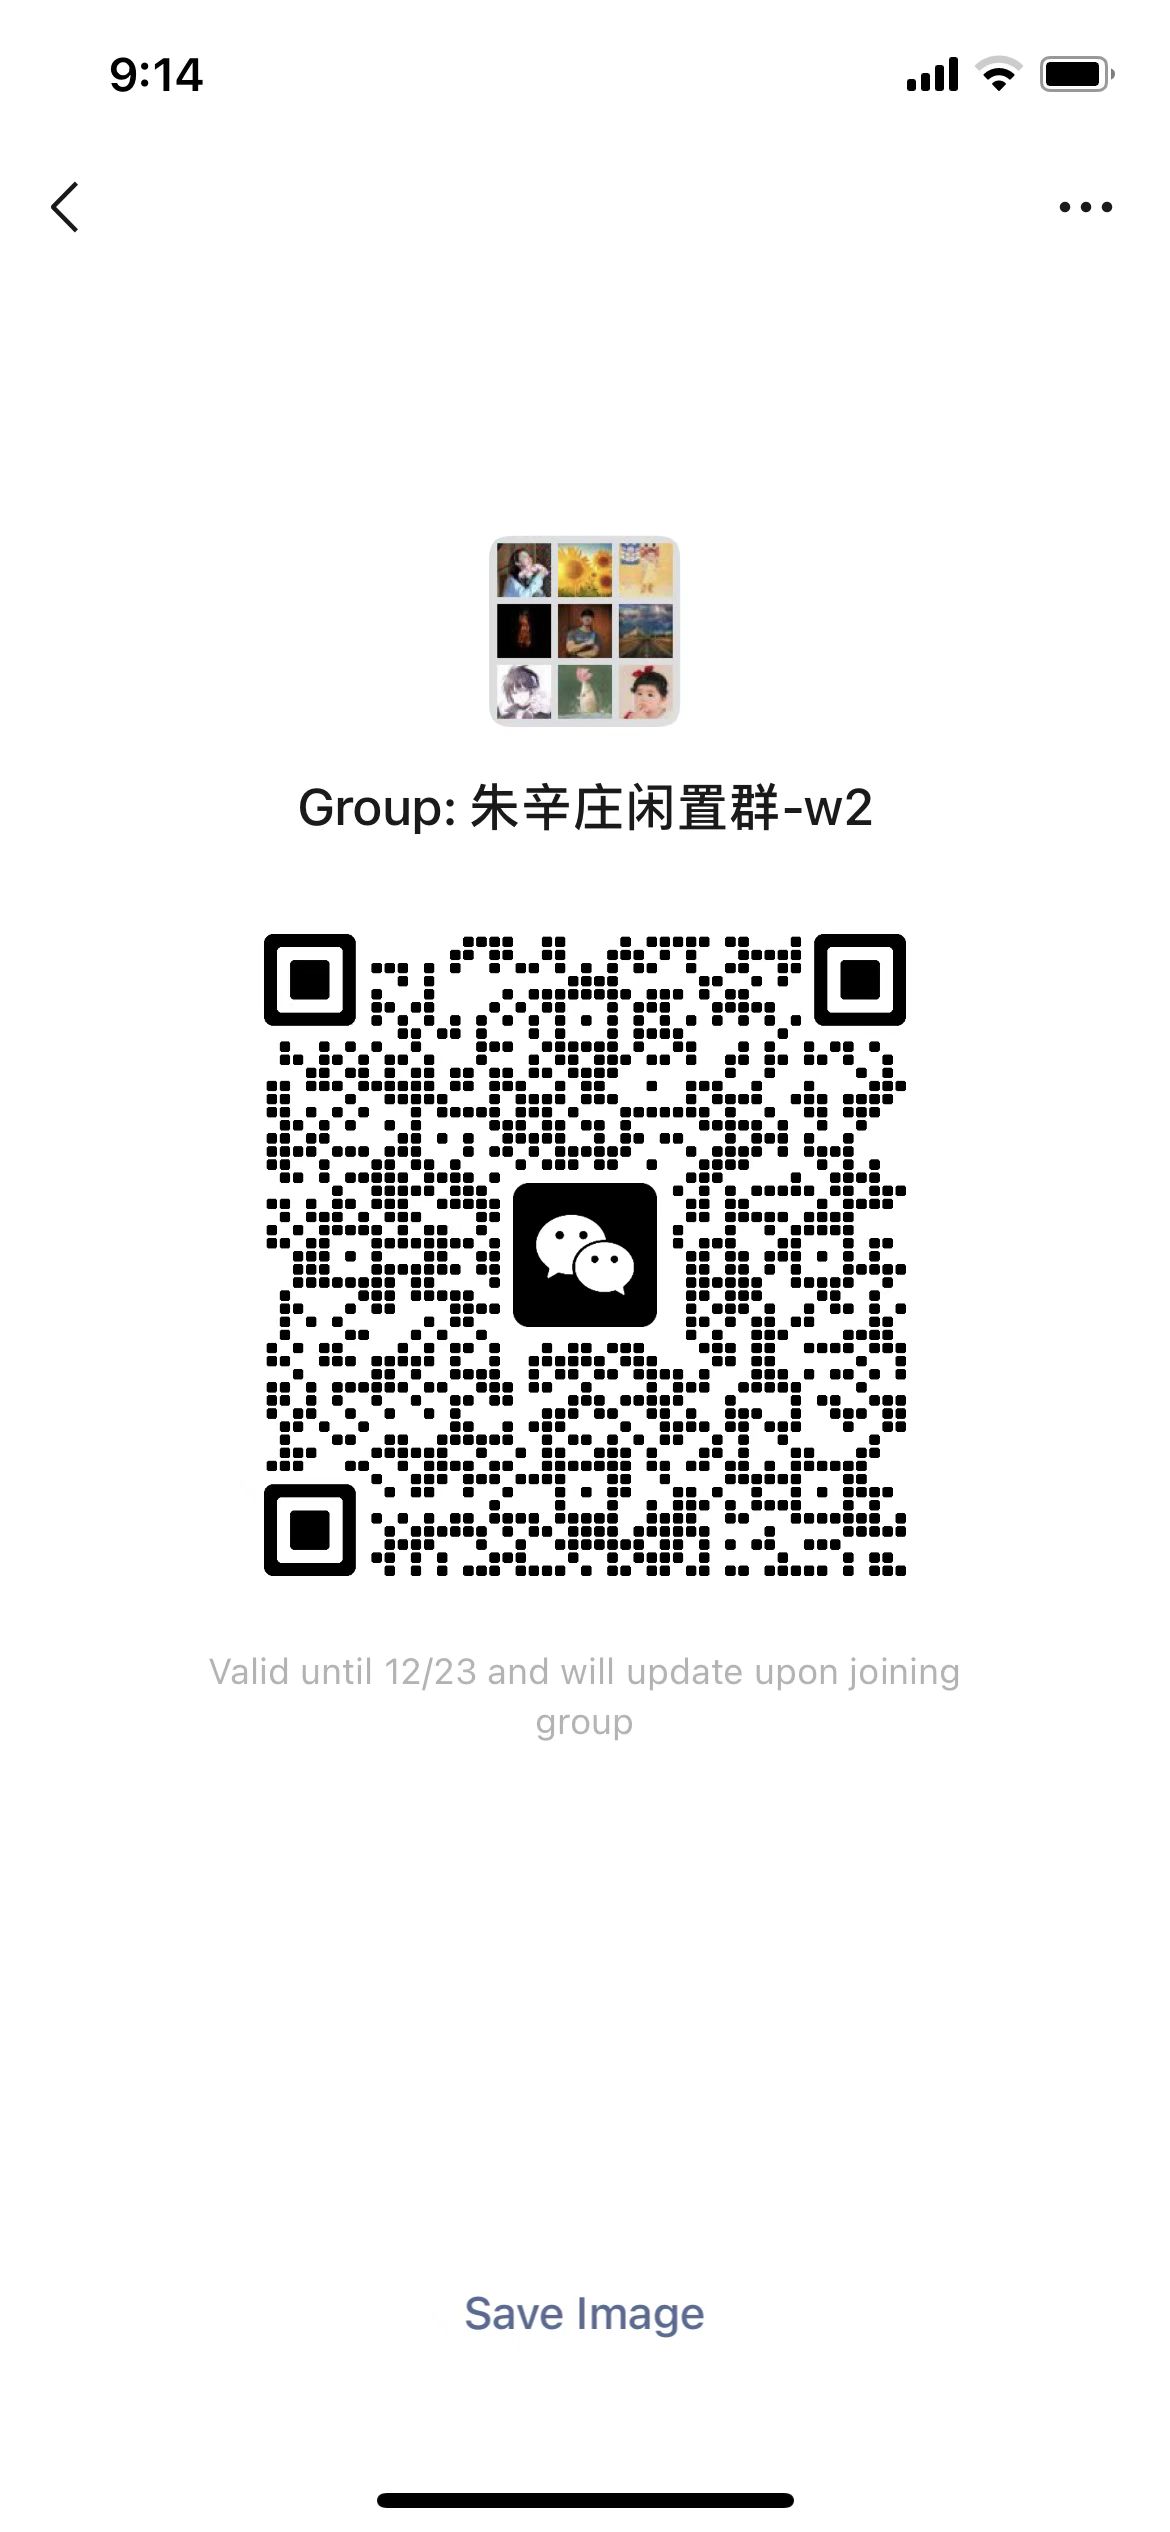 9:14
Group: 朱辛庄闲置群-w2
Valid until 12/23 and will update upon joining
group
Save Image